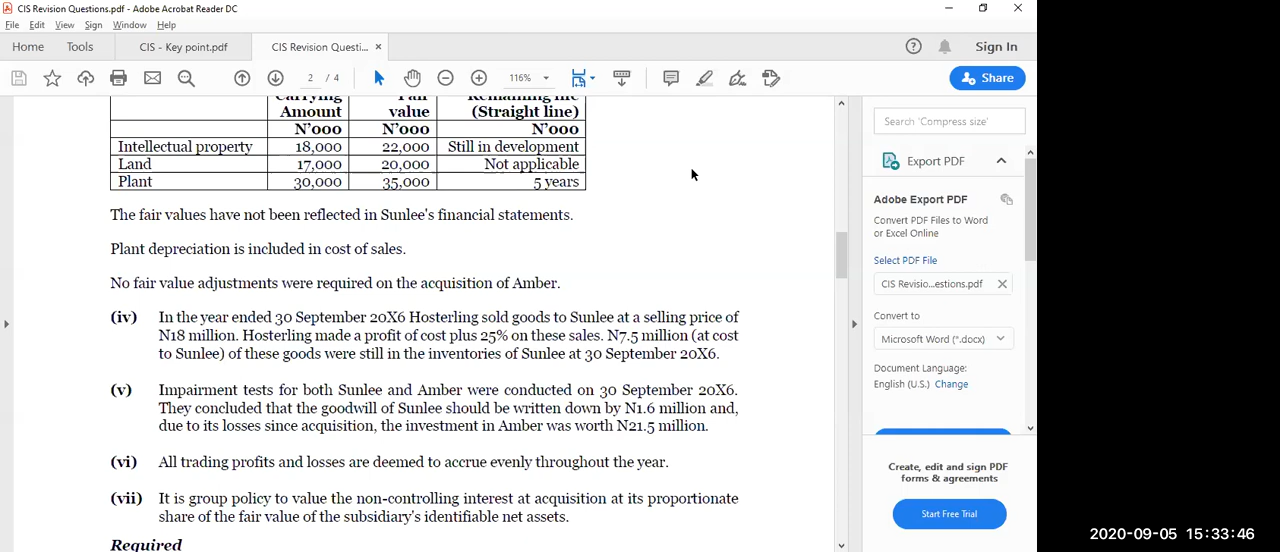 CIS Revision Questions.pdf - Adobe Acrobat Reader DC
File Edit View Sign Window Help
Home Tools CIS - Key point.pdf CIS Revision Questi... × Sign In
2 / 4 116% Share
Carrying Fair Remaining life
Amount value (Straight line)
N'000 N'000 N'000
Intellectual property 18,000 22,000 Still in development
Land 17,000 20,000 Not applicable
Plant 30,000 35,000 5 years
The fair values have not been reflected in Sunlee's financial statements.
Plant depreciation is included in cost of sales.
No fair value adjustments were required on the acquisition of Amber.
(iv) In the year ended 30 September 20X6 Hosterling sold goods to Sunlee at a selling price of
N18 million. Hosterling made a profit of cost plus 25% on these sales. N7.5 million (at cost
to Sunlee) of these goods were still in the inventories of Sunlee at 30 September 20X6.
(v) Impairment tests for both Sunlee and Amber were conducted on 30 September 20X6.
They concluded that the goodwill of Sunlee should be written down by N1.6 million and,
due to its losses since acquisition, the investment in Amber was worth N21.5 million.
(vi) All trading profits and losses are deemed to accrue evenly throughout the year.
(vii) It is group policy to value the non-controlling interest at acquisition at its proportionate
share of the fair value of the subsidiary's identifiable net assets.
Required
Search 'Compress size'
Export PDF
Adobe Export PDF
Convert PDF Files to Word
or Excel Online
Select PDF File
CIS Revisio...estions.pdf ×
Convert to
Microsoft Word (*.docx)
Document Language:
English (U.S.) Change
Create, edit and sign PDF
forms & agreements
Start Free Trial
2020-09-05 15:33:46